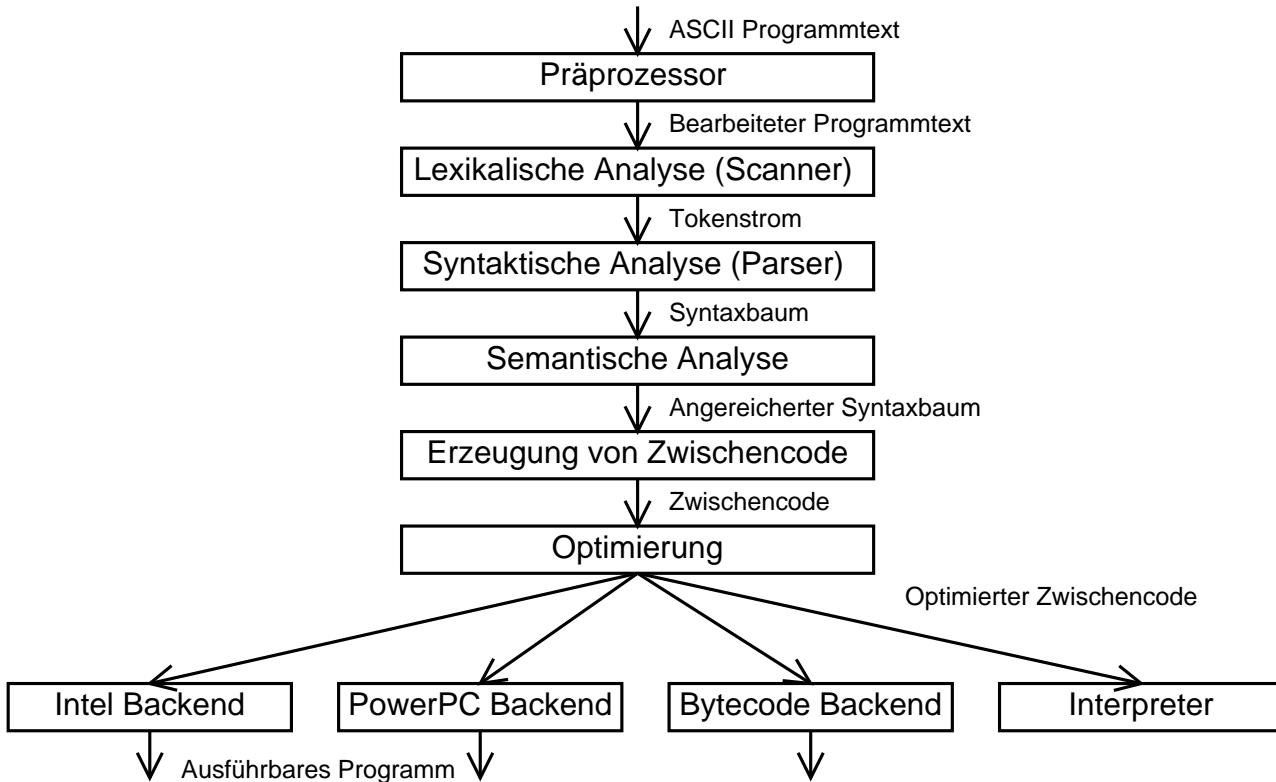 ASCII Programmtext
Präprozessor
Bearbeiteter Programmtext
Lexikalische Analyse (Scanner)
Tokenstrom
Syntaktische Analyse (Parser)
Syntaxbaum
Semantische Analyse
Angereicherter Syntaxbaum
Erzeugung von Zwischencode
Zwischencode
Optimierung
Optimierter Zwischencode
Intel Backend
PowerPC Backend
Bytecode Backend
Interpreter
Ausführbares Programm